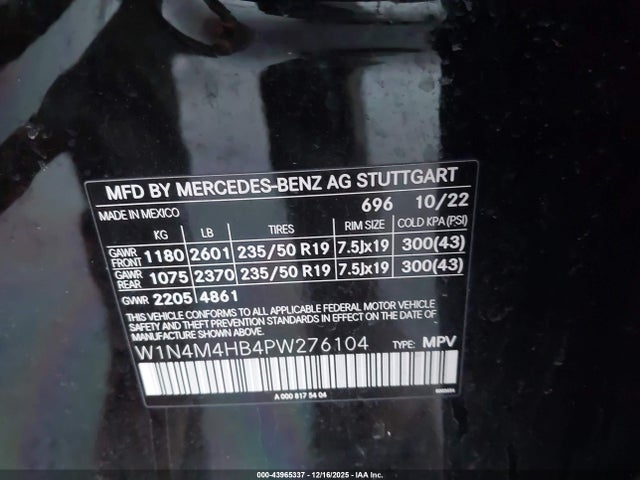 MFD BY MERCEDES-BENZ AG STUTTGART
MADE IN MEXICO 696 10/22
KG LB TIRES RIM SIZE COLD KPA (PSI)
GAWR FRONT 1180 2601 235/50 R19 7.5Jx19 300(43)
GAWR REAR 1075 2370 235/50 R19 7.5Jx19 300(43)
GVWR 2205 4861
THIS VEHICLE CONFORMS TO ALL APPLICABLE FEDERAL MOTOR VEHICLE
SAFETY AND THEFT PREVENTION STANDARDS IN EFFECT ON THE DATE OF
MANUFACTURE SHOWN ABOVE.
W1N4M4HB4PW276104 TYPE: MPV
A 000 817 54 04
000-43965337 - 12/16/2025 - IAA Inc.